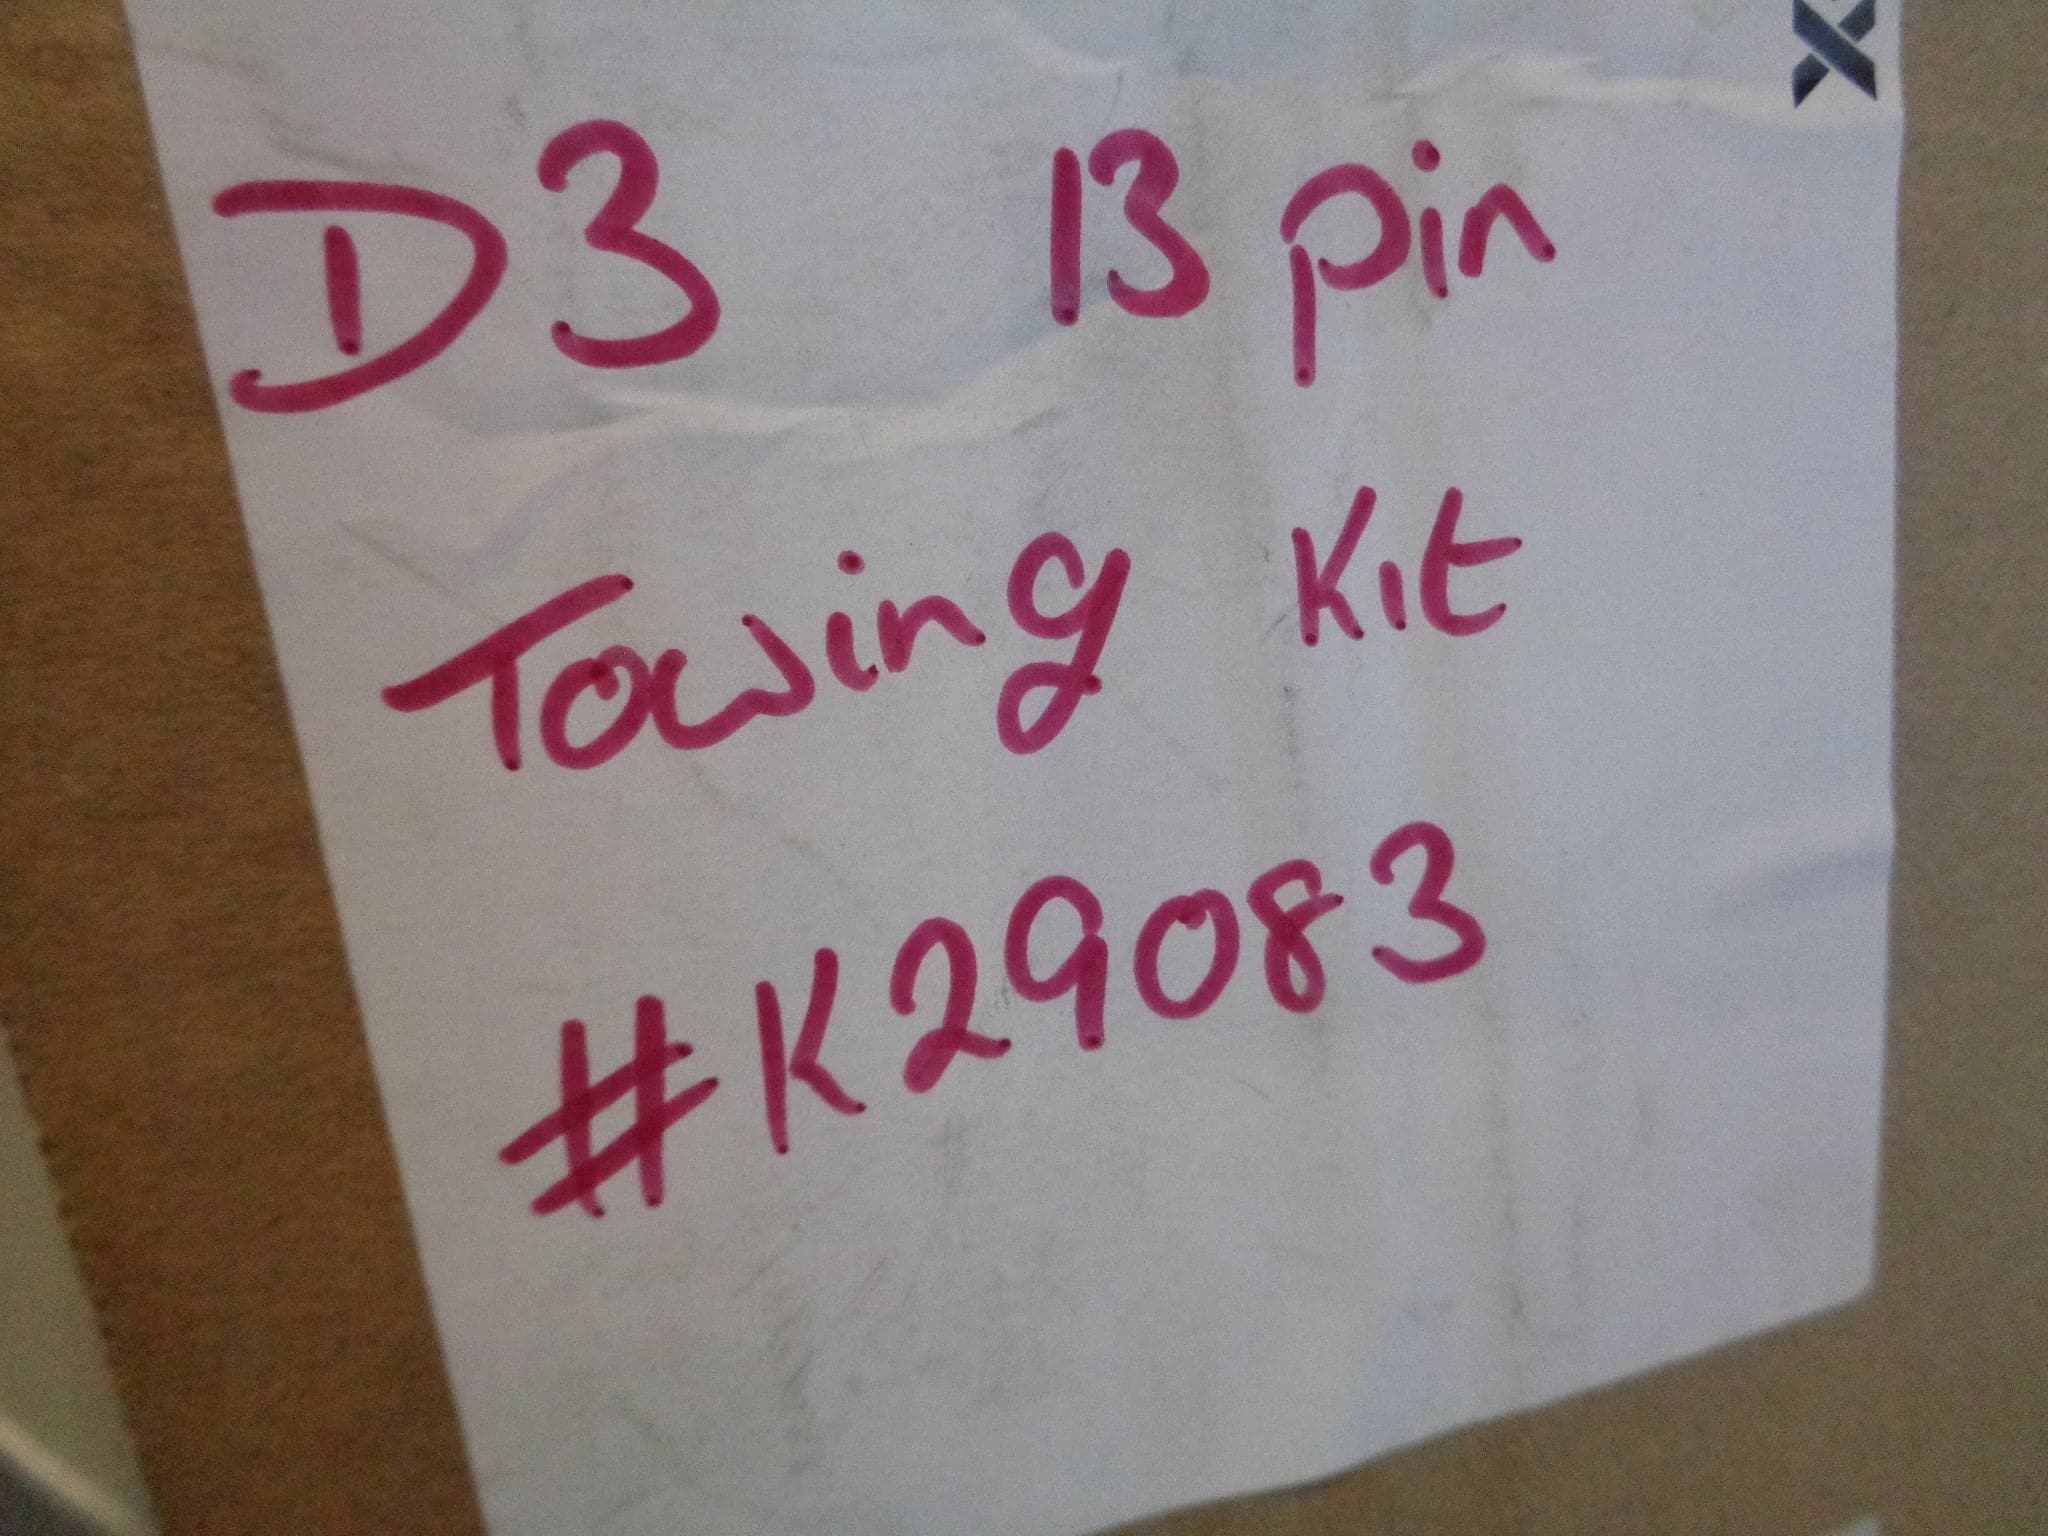 D3 13 pin
Towing Kit
#K29083